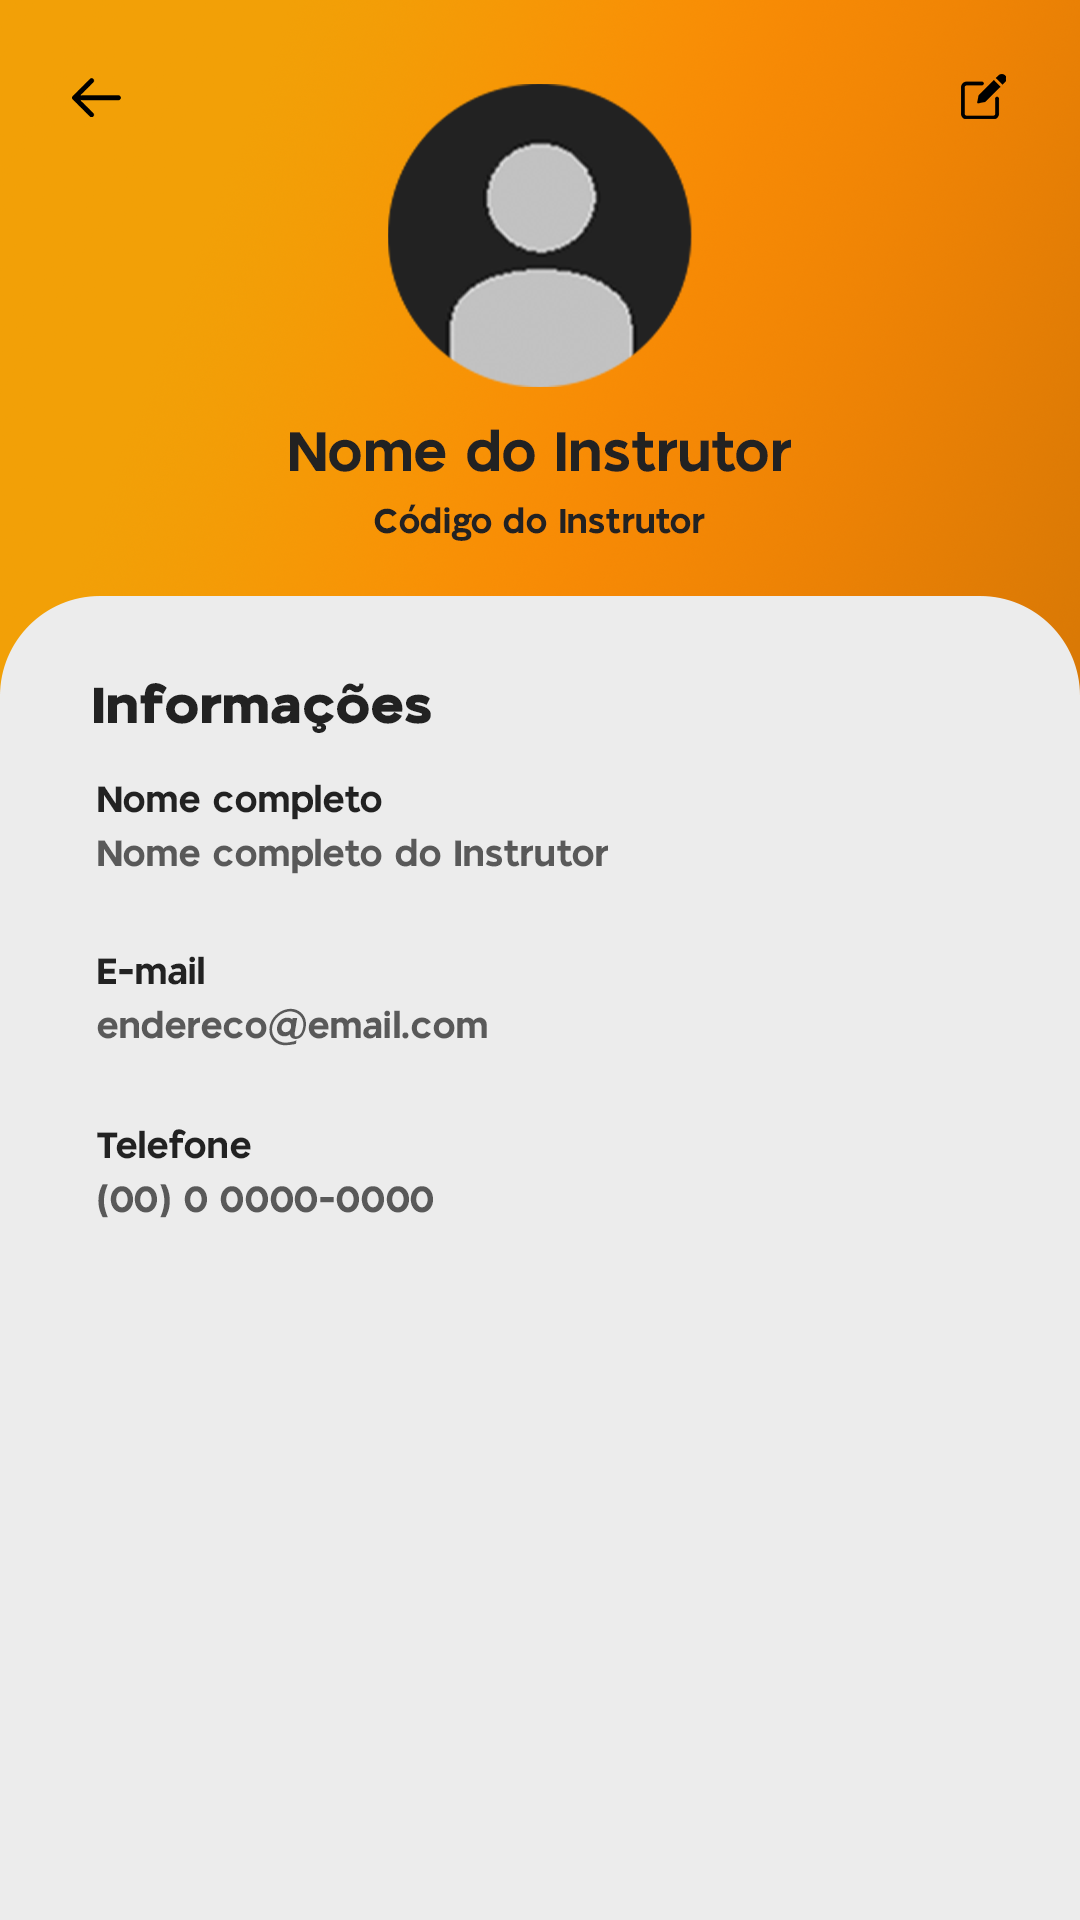 Nome do Instrutor
Código do Instrutor
Informações
Nome completo
Nome completo do Instrutor
E-mail
endereco@email.com
Telefone
(00) 0 0000-0000